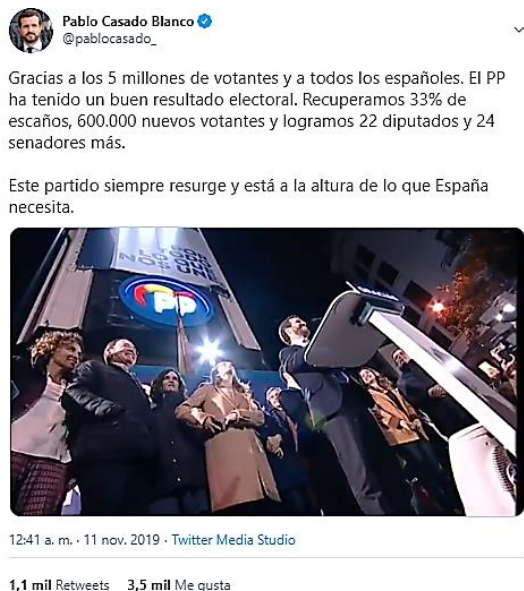 Pablo Casado Blanco
@pablocasado_
Gracias a los 5 millones de votantes y a todos los españoles. El PP
ha tenido un buen resultado electoral. Recuperamos 33% de
escaños, 600.000 nuevos votantes y logramos 22 diputados y 24
senadores más.
Este partido siempre resurge y está a la altura de lo que España
necesita.
PP
12:41 a. m. · 11 nov. 2019 · Twitter Media Studio
1,1 mil Retweets 3,5 mil Me gusta